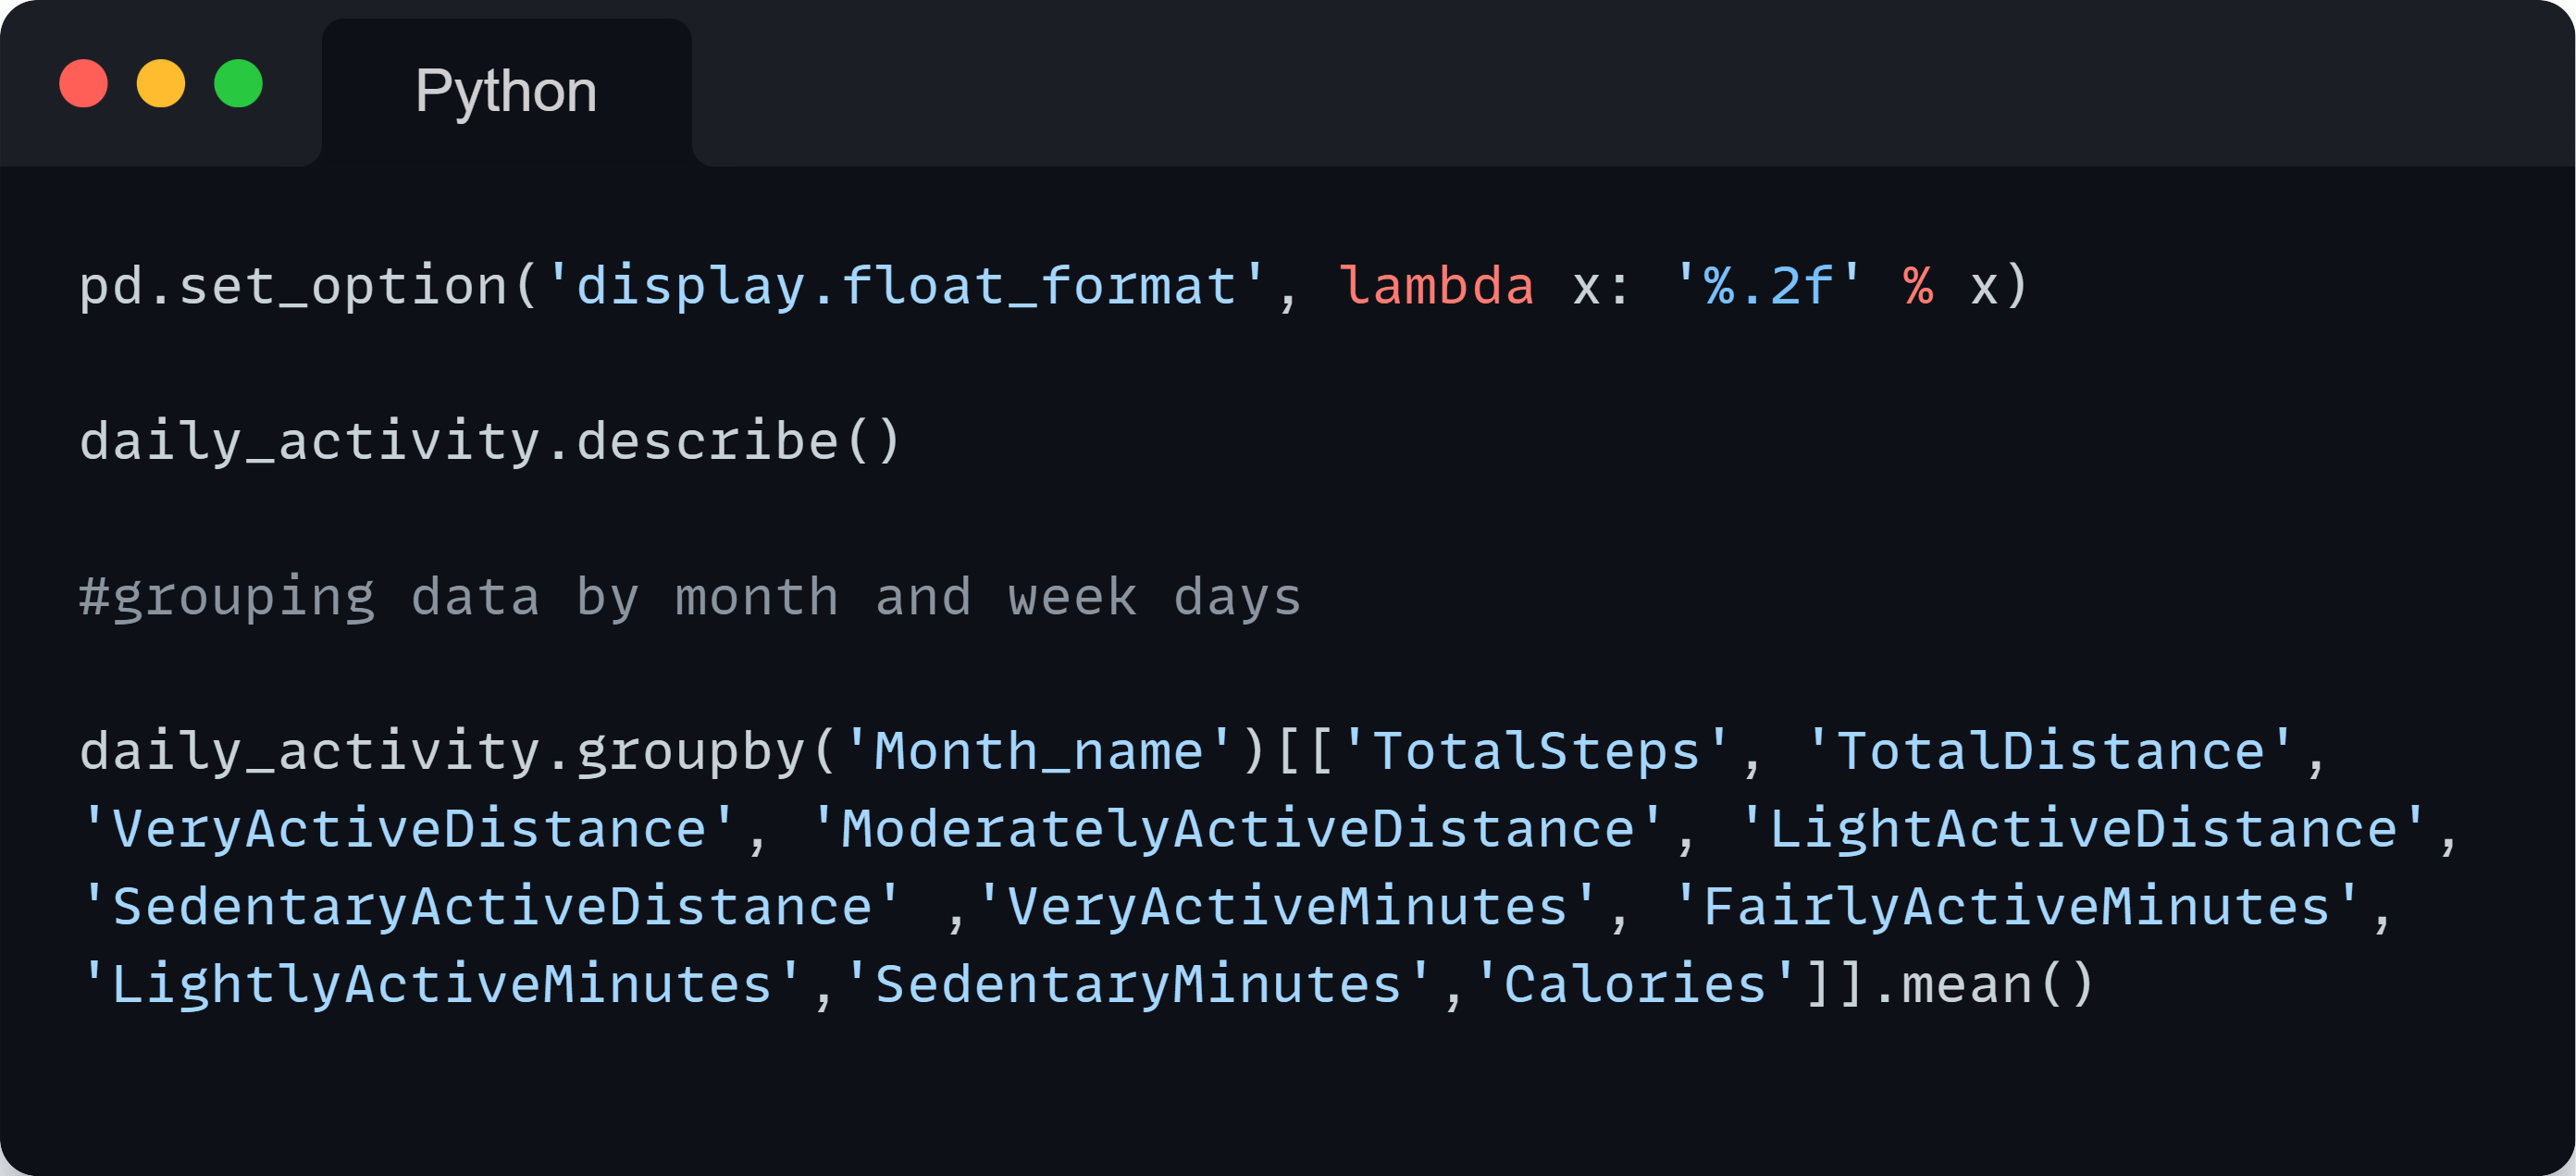 Python
pd.set_option('display.float_format', lambda x: '%.2f' % x)
daily_activity.describe()
#grouping data by month and week days
daily_activity.groupby('Month_name')[['TotalSteps', 'TotalDistance',
'VeryActiveDistance', 'ModeratelyActiveDistance', 'LightActiveDistance',
'SedentaryActiveDistance' ,'VeryActiveMinutes', 'FairlyActiveMinutes',
'LightlyActiveMinutes','SedentaryMinutes','Calories']].mean()